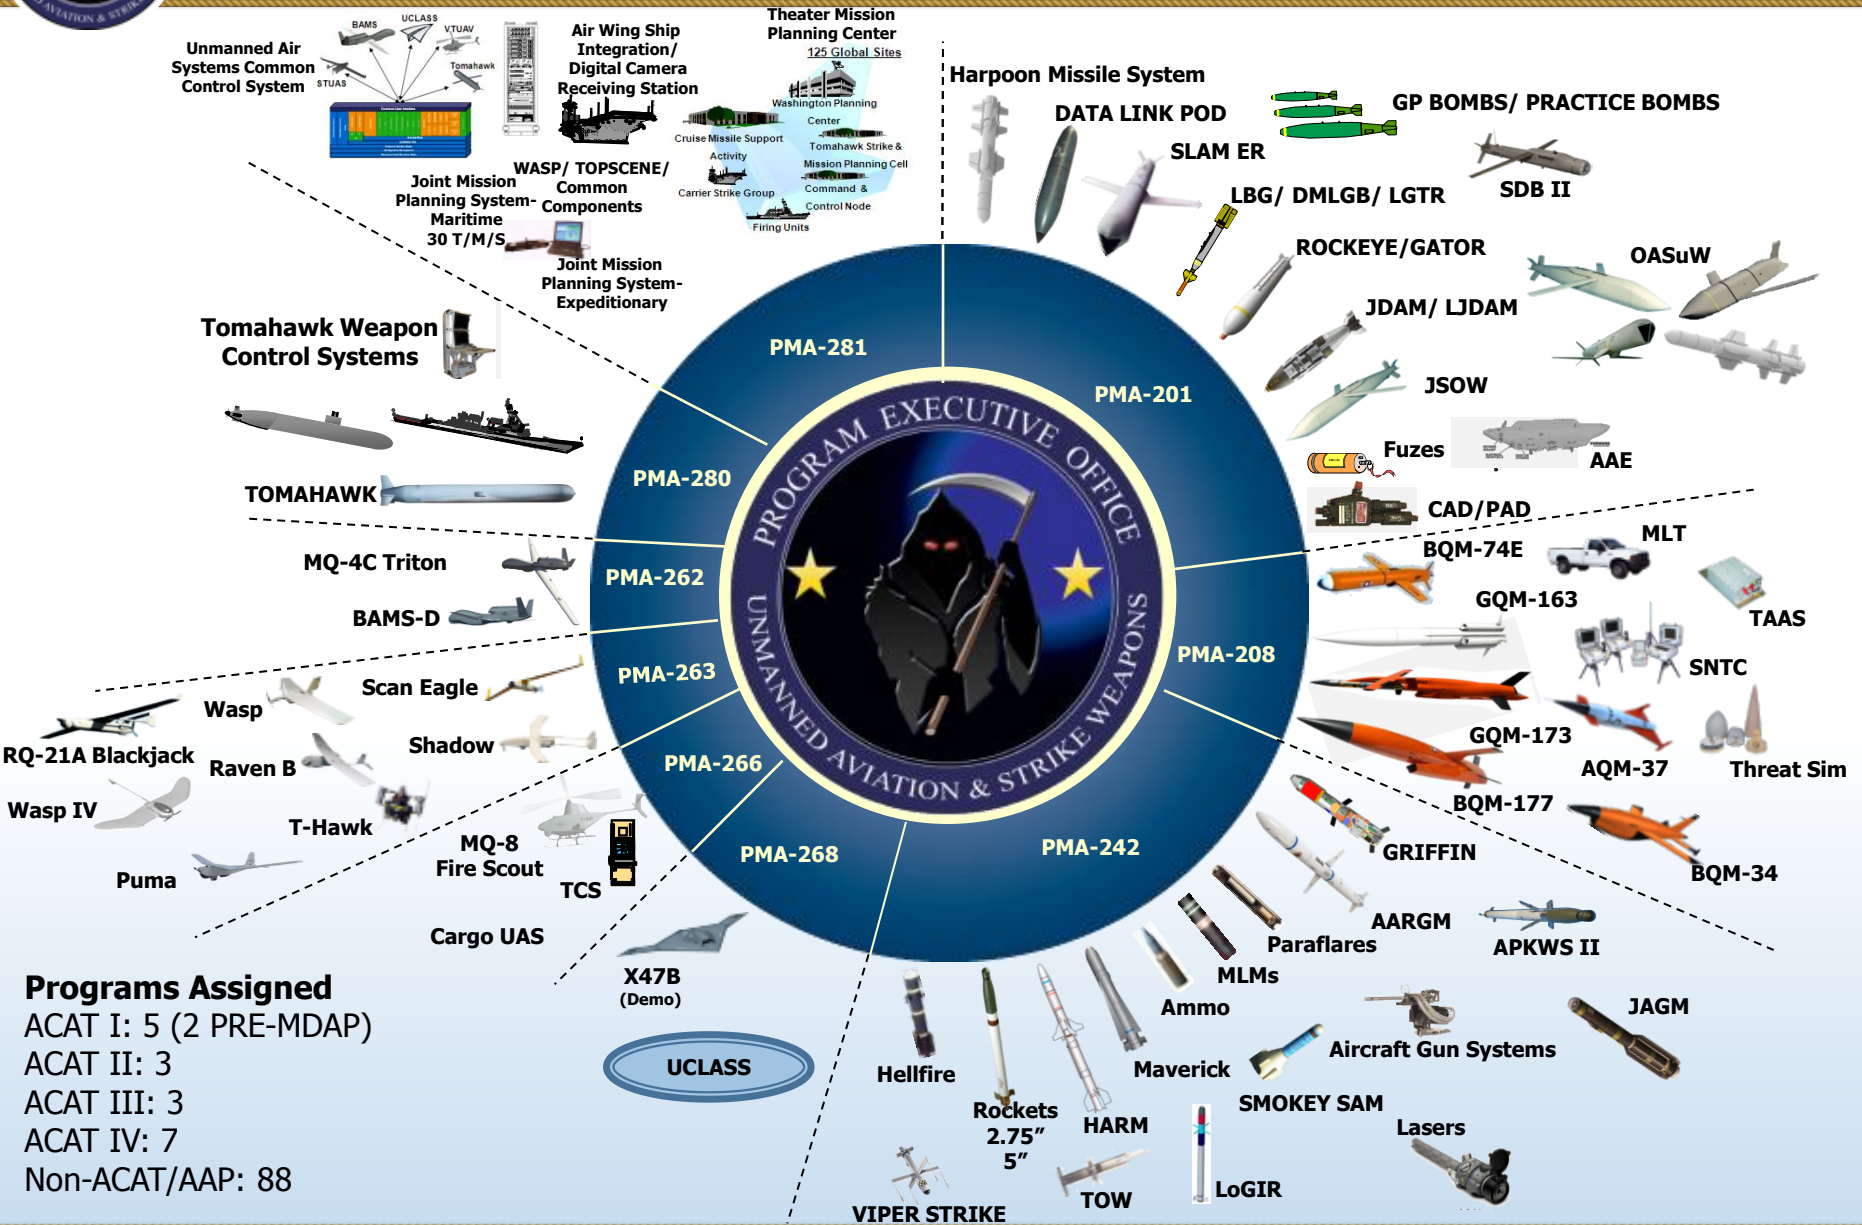 AVIATION & STRIKE
Unmanned Air
Systems Common
Control System
BAMS
UCLASS
VTUAV
STUAS
Tomahawk
Air Wing Ship
Integration/
Digital Camera
Receiving Station
Theater Mission
Planning Center
125 Global Sites
Washington Planning
Center
Cruise Missile Support
Activity
Tomahawk Strike &
Mission Planning Cell
Carrier Strike Group
Command &
Control Node
Firing Units
Joint Mission
Planning System-
Maritime
30 T/M/S
WASP/ TOPSCENE/
Common
Components
Joint Mission
Planning System-
Expeditionary
Harpoon Missile System
DATA LINK POD
SLAM ER
GP BOMBS/ PRACTICE BOMBS
SDB II
LBG/ DMLGB/ LGTR
ROCKEYE/GATOR
OASuW
JDAM/ LJDAM
JSOW
Fuzes
AAE
CAD/PAD
Tomahawk Weapon
Control Systems
TOMAHAWK
MQ-4C Triton
BAMS-D
Scan Eagle
Wasp
RQ-21A Blackjack
Shadow
Raven B
Wasp IV
T-Hawk
Puma
MQ-8
Fire Scout
TCS
Cargo UAS
X47B
(Demo)
UCLASS
PMA-281
PMA-201
PMA-280
PMA-262
PMA-263
PMA-208
PMA-266
PMA-268
PMA-242
PROGRAM EXECUTIVE OFFICE
UNMANNED AVIATION & STRIKE WEAPONS
BQM-74E
MLT
GQM-163
TAAS
SNTC
GQM-173
AQM-37
Threat Sim
BQM-177
BQM-34
GRIFFIN
AARGM
APKWS II
Paraflares
MLMs
Ammo
JAGM
Aircraft Gun Systems
Maverick
Hellfire
SMOKEY SAM
Rockets
2.75”
5”
HARM
Lasers
LoGIR
TOW
VIPER STRIKE
Programs Assigned
ACAT I: 5 (2 PRE-MDAP)
ACAT II: 3
ACAT III: 3
ACAT IV: 7
Non-ACAT/AAP: 88